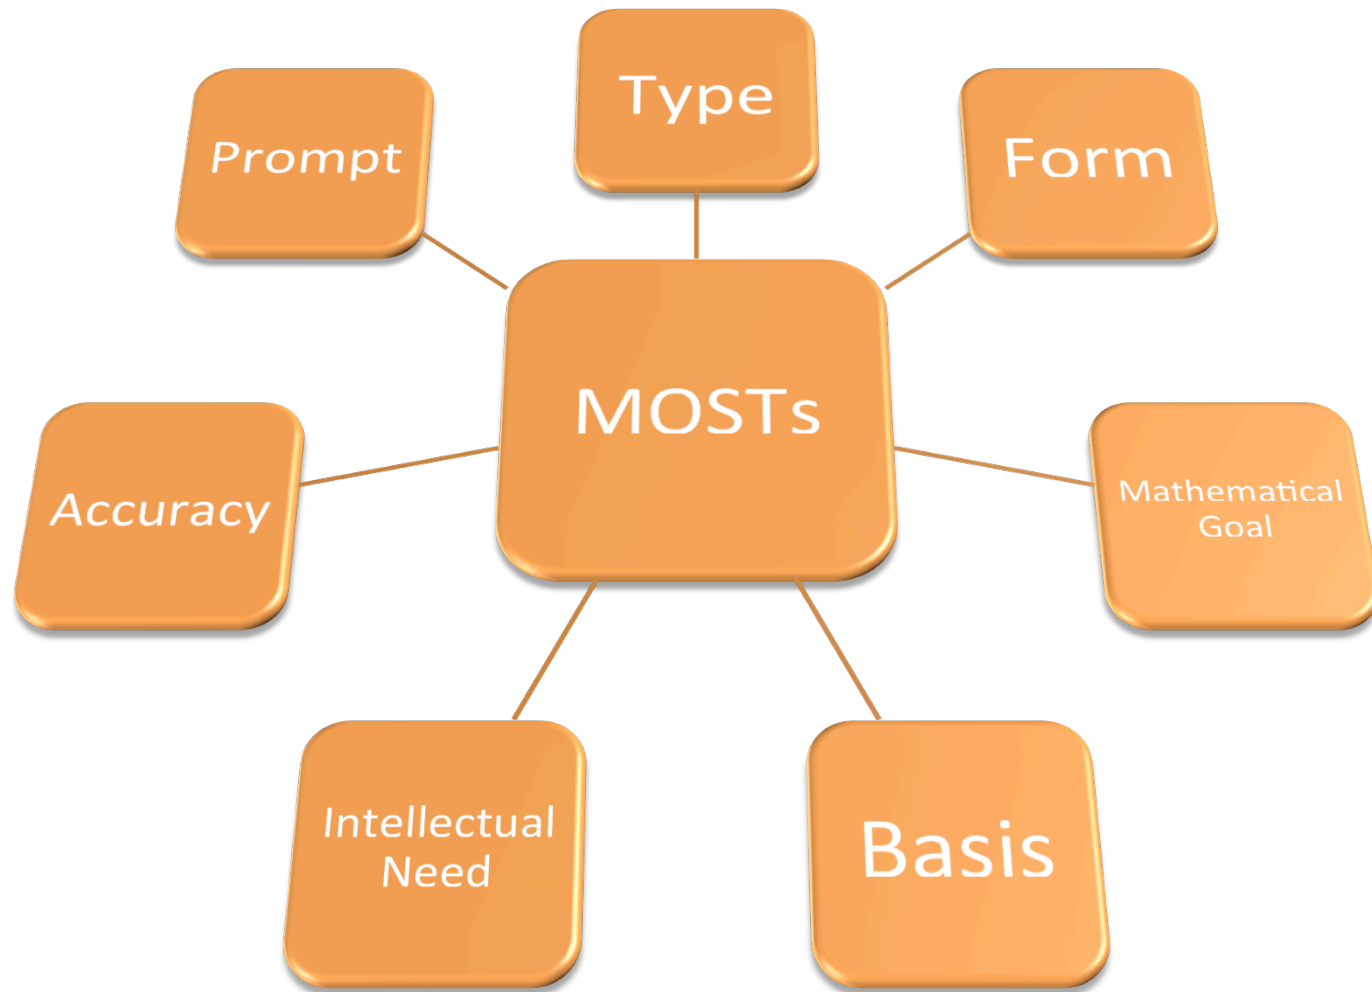 Type
Prompt
Form
MOSTs
Accuracy
Mathematical
Goal
Intellectual
Need
Basis